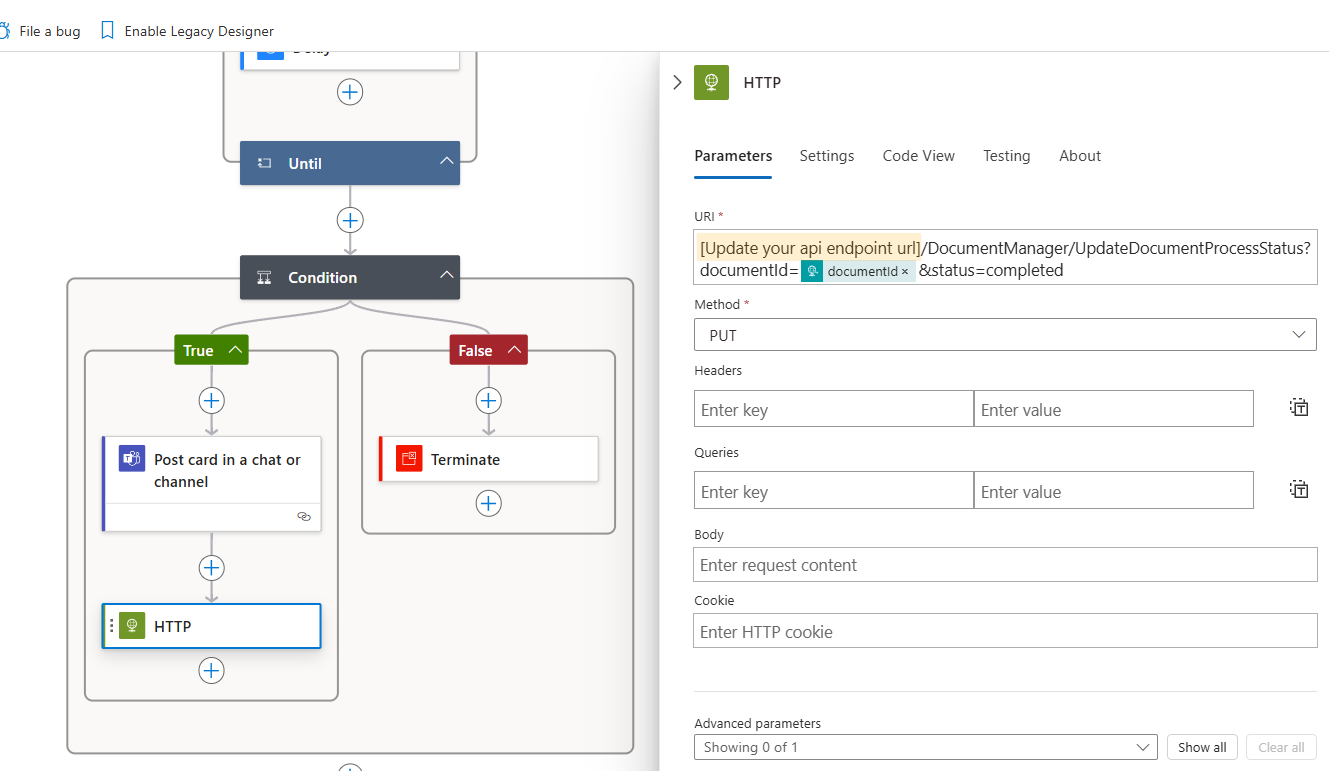 File a bug
Enable Legacy Designer
Delay
Until
Condition
True
False
Post card in a chat or
channel
Terminate
HTTP
HTTP
Parameters
Settings
Code View
Testing
About
URI *
[Update your api endpoint url]/DocumentManager/UpdateDocumentProcessStatus?
documentId= documentId × &status=completed
Method *
PUT
Headers
Enter key
Enter value
Queries
Enter key
Enter value
Body
Enter request content
Cookie
Enter HTTP cookie
Advanced parameters
Showing 0 of 1
Show all
Clear all